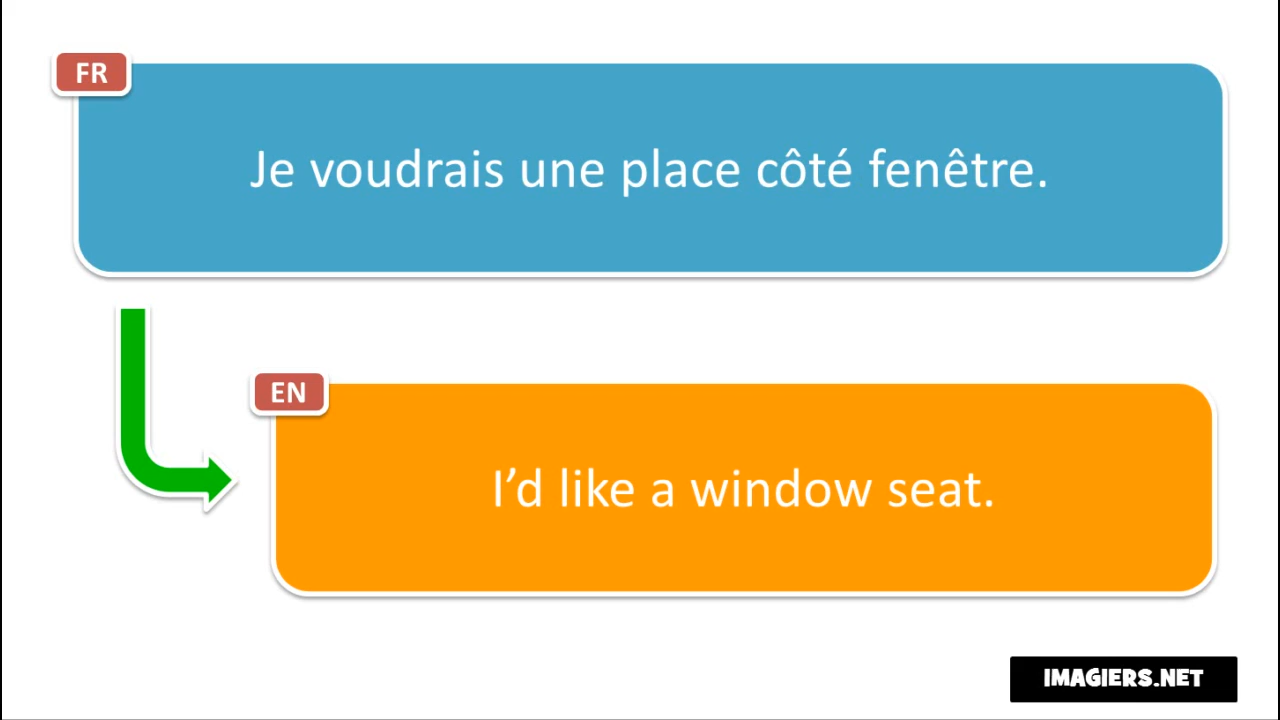 FR
Je voudrais une place côté fenêtre.
EN
I’d like a window seat.
IMAGIERS.NET